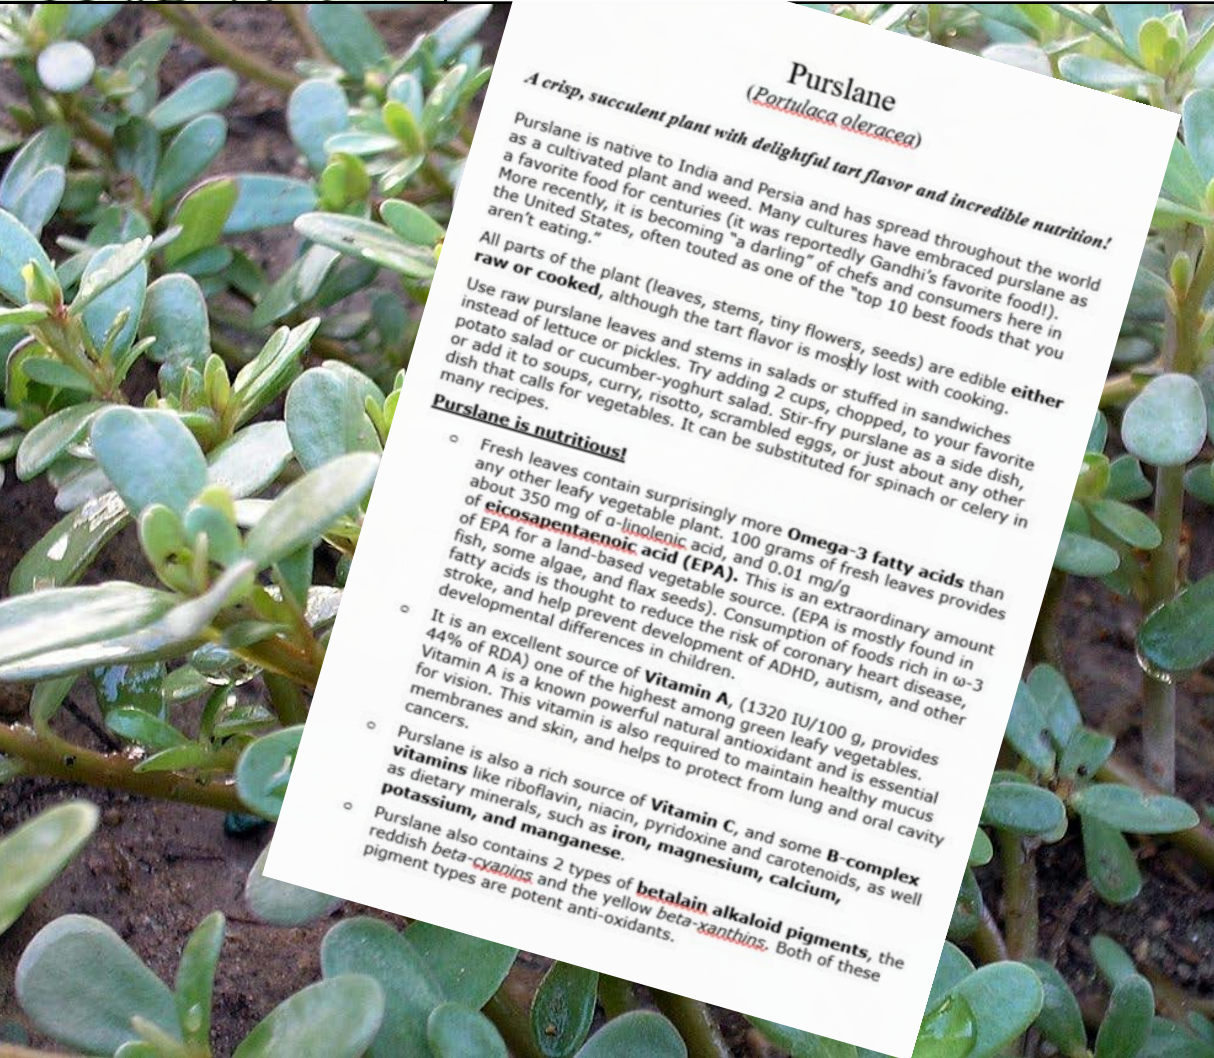 Purslane
(Portulaca oleracea)
A crisp, succulent plant with delightful tart flavor and incredible nutrition!
Purslane is native to India and Persia and has spread throughout the world
as a cultivated plant and weed. Many cultures have embraced purslane as
a favorite food for centuries (it was reportedly Gandhi's favorite food!).
More recently, it is becoming "a darling" of chefs and consumers here in
the United States, often touted as one of the "top 10 best foods that you
aren't eating."
All parts of the plant (leaves, stems, tiny flowers, seeds) are edible either
raw or cooked, although the tart flavor is mostly lost with cooking.
Use raw purslane leaves and stems in salads or stuffed in sandwiches
instead of lettuce or pickles. Try adding 2 cups, chopped, to your favorite
potato salad or cucumber-yoghurt salad. Stir-fry purslane as a side dish,
or add it to soups, curry, risotto, scrambled eggs, or just about any other
dish that calls for vegetables. It can be substituted for spinach or celery in
many recipes.
Purslane is nutritious!
Fresh leaves contain surprisingly more Omega-3 fatty acids than
any other leafy vegetable plant. 100 grams of fresh leaves provides
about 350 mg of α-linolenic acid, and 0.01 mg/g
of eicosapentaenoic acid (EPA). This is an extraordinary amount
of EPA for a land-based vegetable source. (EPA is mostly found in
fish, some algae, and flax seeds). Consumption of foods rich in ω-3
fatty acids is thought to reduce the risk of coronary heart disease,
stroke, and help prevent development of ADHD, autism, and other
developmental differences in children.
It is an excellent source of Vitamin A, (1320 IU/100 g, provides
44% of RDA) one of the highest among green leafy vegetables.
Vitamin A is a known powerful natural antioxidant and is essential
for vision. This vitamin is also required to maintain healthy mucus
membranes and skin, and helps to protect from lung and oral cavity
cancers.
Purslane is also a rich source of Vitamin C, and some B-complex
vitamins like riboflavin, niacin, pyridoxine and carotenoids, as well
as dietary minerals, such as iron, magnesium, calcium,
potassium, and manganese.
Purslane also contains 2 types of betalain alkaloid pigments, the
reddish beta-cyanins and the yellow beta-xanthins. Both of these
pigment types are potent anti-oxidants.